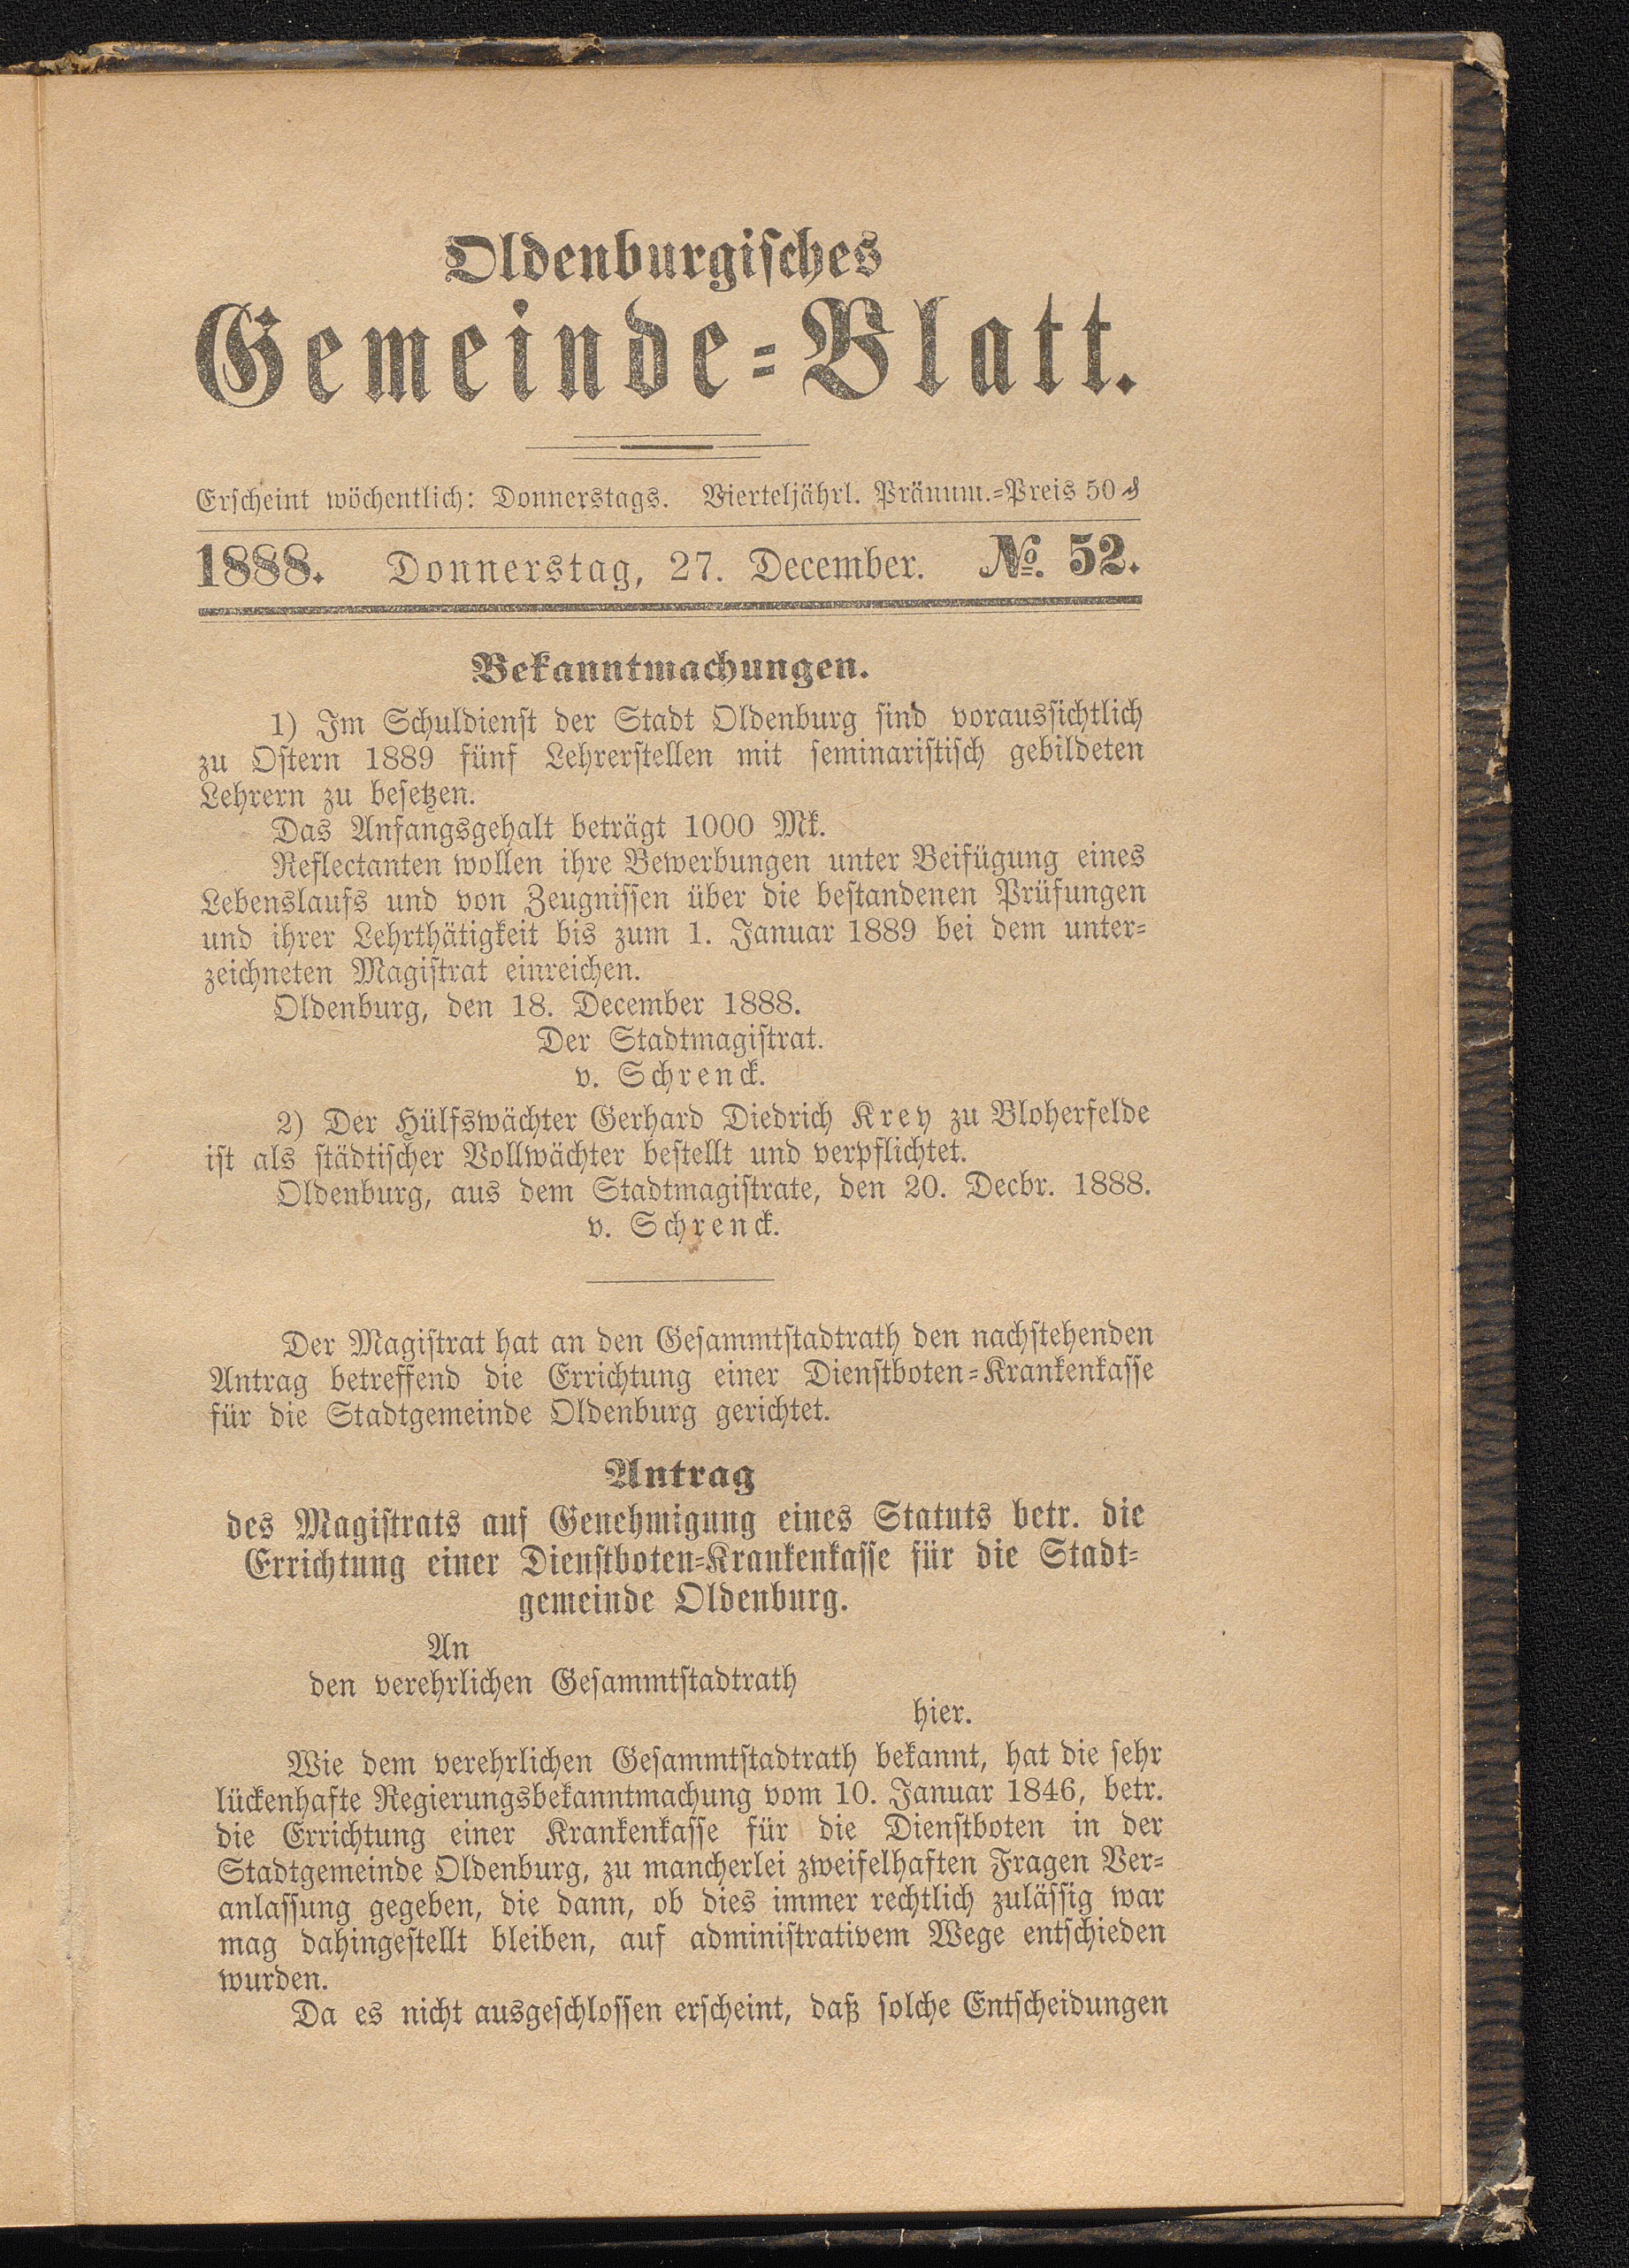 Oldenburgisches
Gemeinde-Blatt.
Erscheint wöchentlich: Donnerstags. Vierteljährl. Pränum.-Preis 50 ₰
1888. Donnerstag, 27. December. №. 52.
Bekanntmachungen.
1) Im Schuldienst der Stadt Oldenburg sind voraussichtlich
zu Ostern 1889 fünf Lehrerstellen mit seminaristisch gebildeten
Lehrern zu besetzen.
Das Anfangsgehalt beträgt 1000 Mk.
Reflectanten wollen ihre Bewerbungen unter Beifügung eines
Lebenslaufs und von Zeugnissen über die bestandenen Prüfungen
und ihrer Lehrthätigkeit bis zum 1. Januar 1889 bei dem unter-
zeichneten Magistrat einreichen.
Oldenburg, den 18. December 1888.
Der Stadtmagistrat.
v. Schrenck.
2) Der Hülfswächter Gerhard Diedrich Krey zu Bloherfelde
ist als städtischer Vollwächter bestellt und verpflichtet.
Oldenburg, aus dem Stadtmagistrate, den 20. Decbr. 1888.
v. Schrenck.
Der Magistrat hat an den Gesammtstadtrath den nachstehenden
Antrag betreffend die Errichtung einer Dienstboten-Krankenkasse
für die Stadtgemeinde Oldenburg gerichtet.
Antrag
des Magistrats auf Genehmigung eines Statuts betr. die
Errichtung einer Dienstboten-Krankenkasse für die Stadt-
gemeinde Oldenburg.
An
den verehrlichen Gesammtstadtrath
hier.
Wie dem verehrlichen Gesammtstadtrath bekannt, hat die sehr
lückenhafte Regierungsbekanntmachung vom 10. Januar 1846, betr.
die Errichtung einer Krankenkasse für die Dienstboten in der
Stadtgemeinde Oldenburg, zu mancherlei zweifelhaften Fragen Ver-
anlassung gegeben, die dann, ob dies immer rechtlich zulässig war
mag dahingestellt bleiben, auf administrativem Wege entschieden
wurden.
Da es nicht ausgeschlossen erscheint, daß solche Entscheidungen